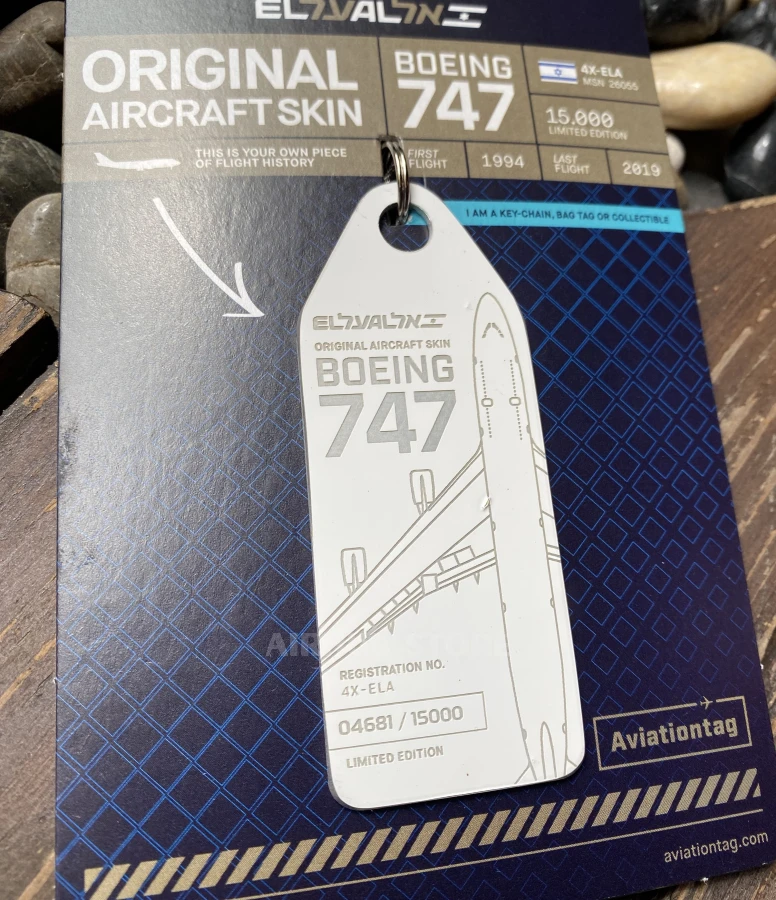 ELעלALאל
ORIGINAL
AIRCRAFT SKIN
BOEING
747
4X-ELA
MSN 26055
15.000
LIMITED EDITION
THIS IS YOUR OWN PIECE
OF FLIGHT HISTORY
FIRST
FLIGHT
1994
LAST
FLIGHT
2019
I AM A KEY-CHAIN, BAG TAG OR COLLECTIBLE
ELעלALאל
ORIGINAL AIRCRAFT SKIN
BOEING
747
REGISTRATION NO.
4X-ELA
04681 / 15000
LIMITED EDITION
Aviationtag
aviationtag.com